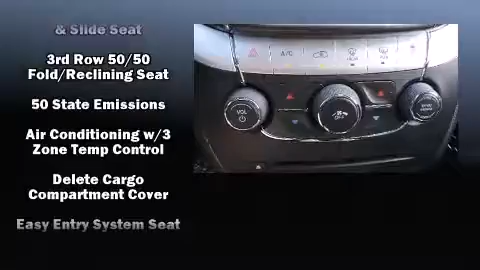 & Slide Seat
3rd Row 50/50
Fold/Reclining Seat
50 State Emissions
Air Conditioning w/3
Zone Temp Control
Delete Cargo
Compartment Cover
Easy Entry System Seat
A/C
VOL
OFF